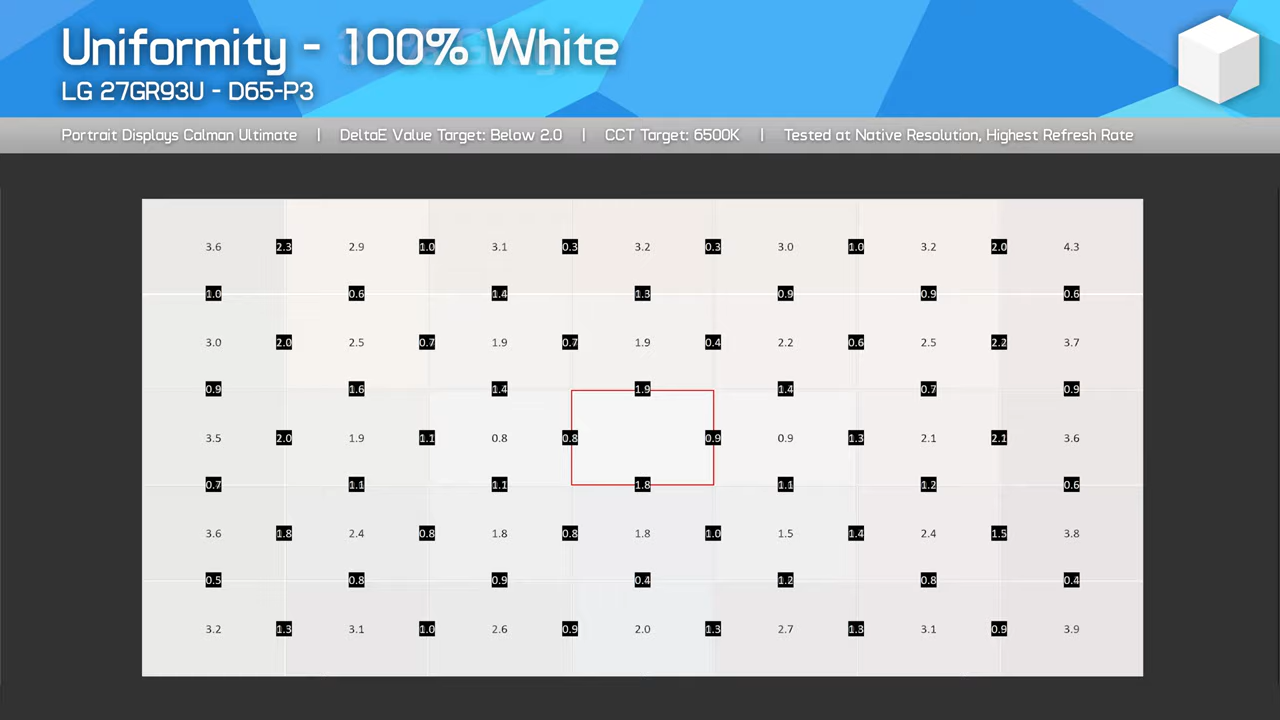 Uniformity - 100% White
LG 27GR93U - D65-P3
Portrait Displays Calman Ultimate | DeltaE Value Target: Below 2.0 | CCT Target: 6500K | Tested at Native Resolution, Highest Refresh Rate
3.6 2.3 2.9 1.0 3.1 0.3 3.2 0.3 3.0 1.0 3.2 2.0 4.3
1.0 0.6 1.4 1.3 0.9 0.9 0.6
3.0 2.0 2.5 0.7 1.9 0.7 1.9 0.4 2.2 0.6 2.5 2.2 3.7
0.9 1.6 1.4 1.9 1.4 0.7 0.9
3.5 2.0 1.9 1.1 0.8 0.8 0.9 0.9 1.3 2.1 2.1 3.6
0.7 1.1 1.1 1.8 1.1 1.2 0.6
3.6 1.8 2.4 0.8 1.8 0.8 1.8 1.0 1.5 1.4 2.4 1.5 3.8
0.5 0.8 0.9 0.4 1.2 0.8 0.4
3.2 1.3 3.1 1.0 2.6 0.9 2.0 1.3 2.7 1.3 3.1 0.9 3.9